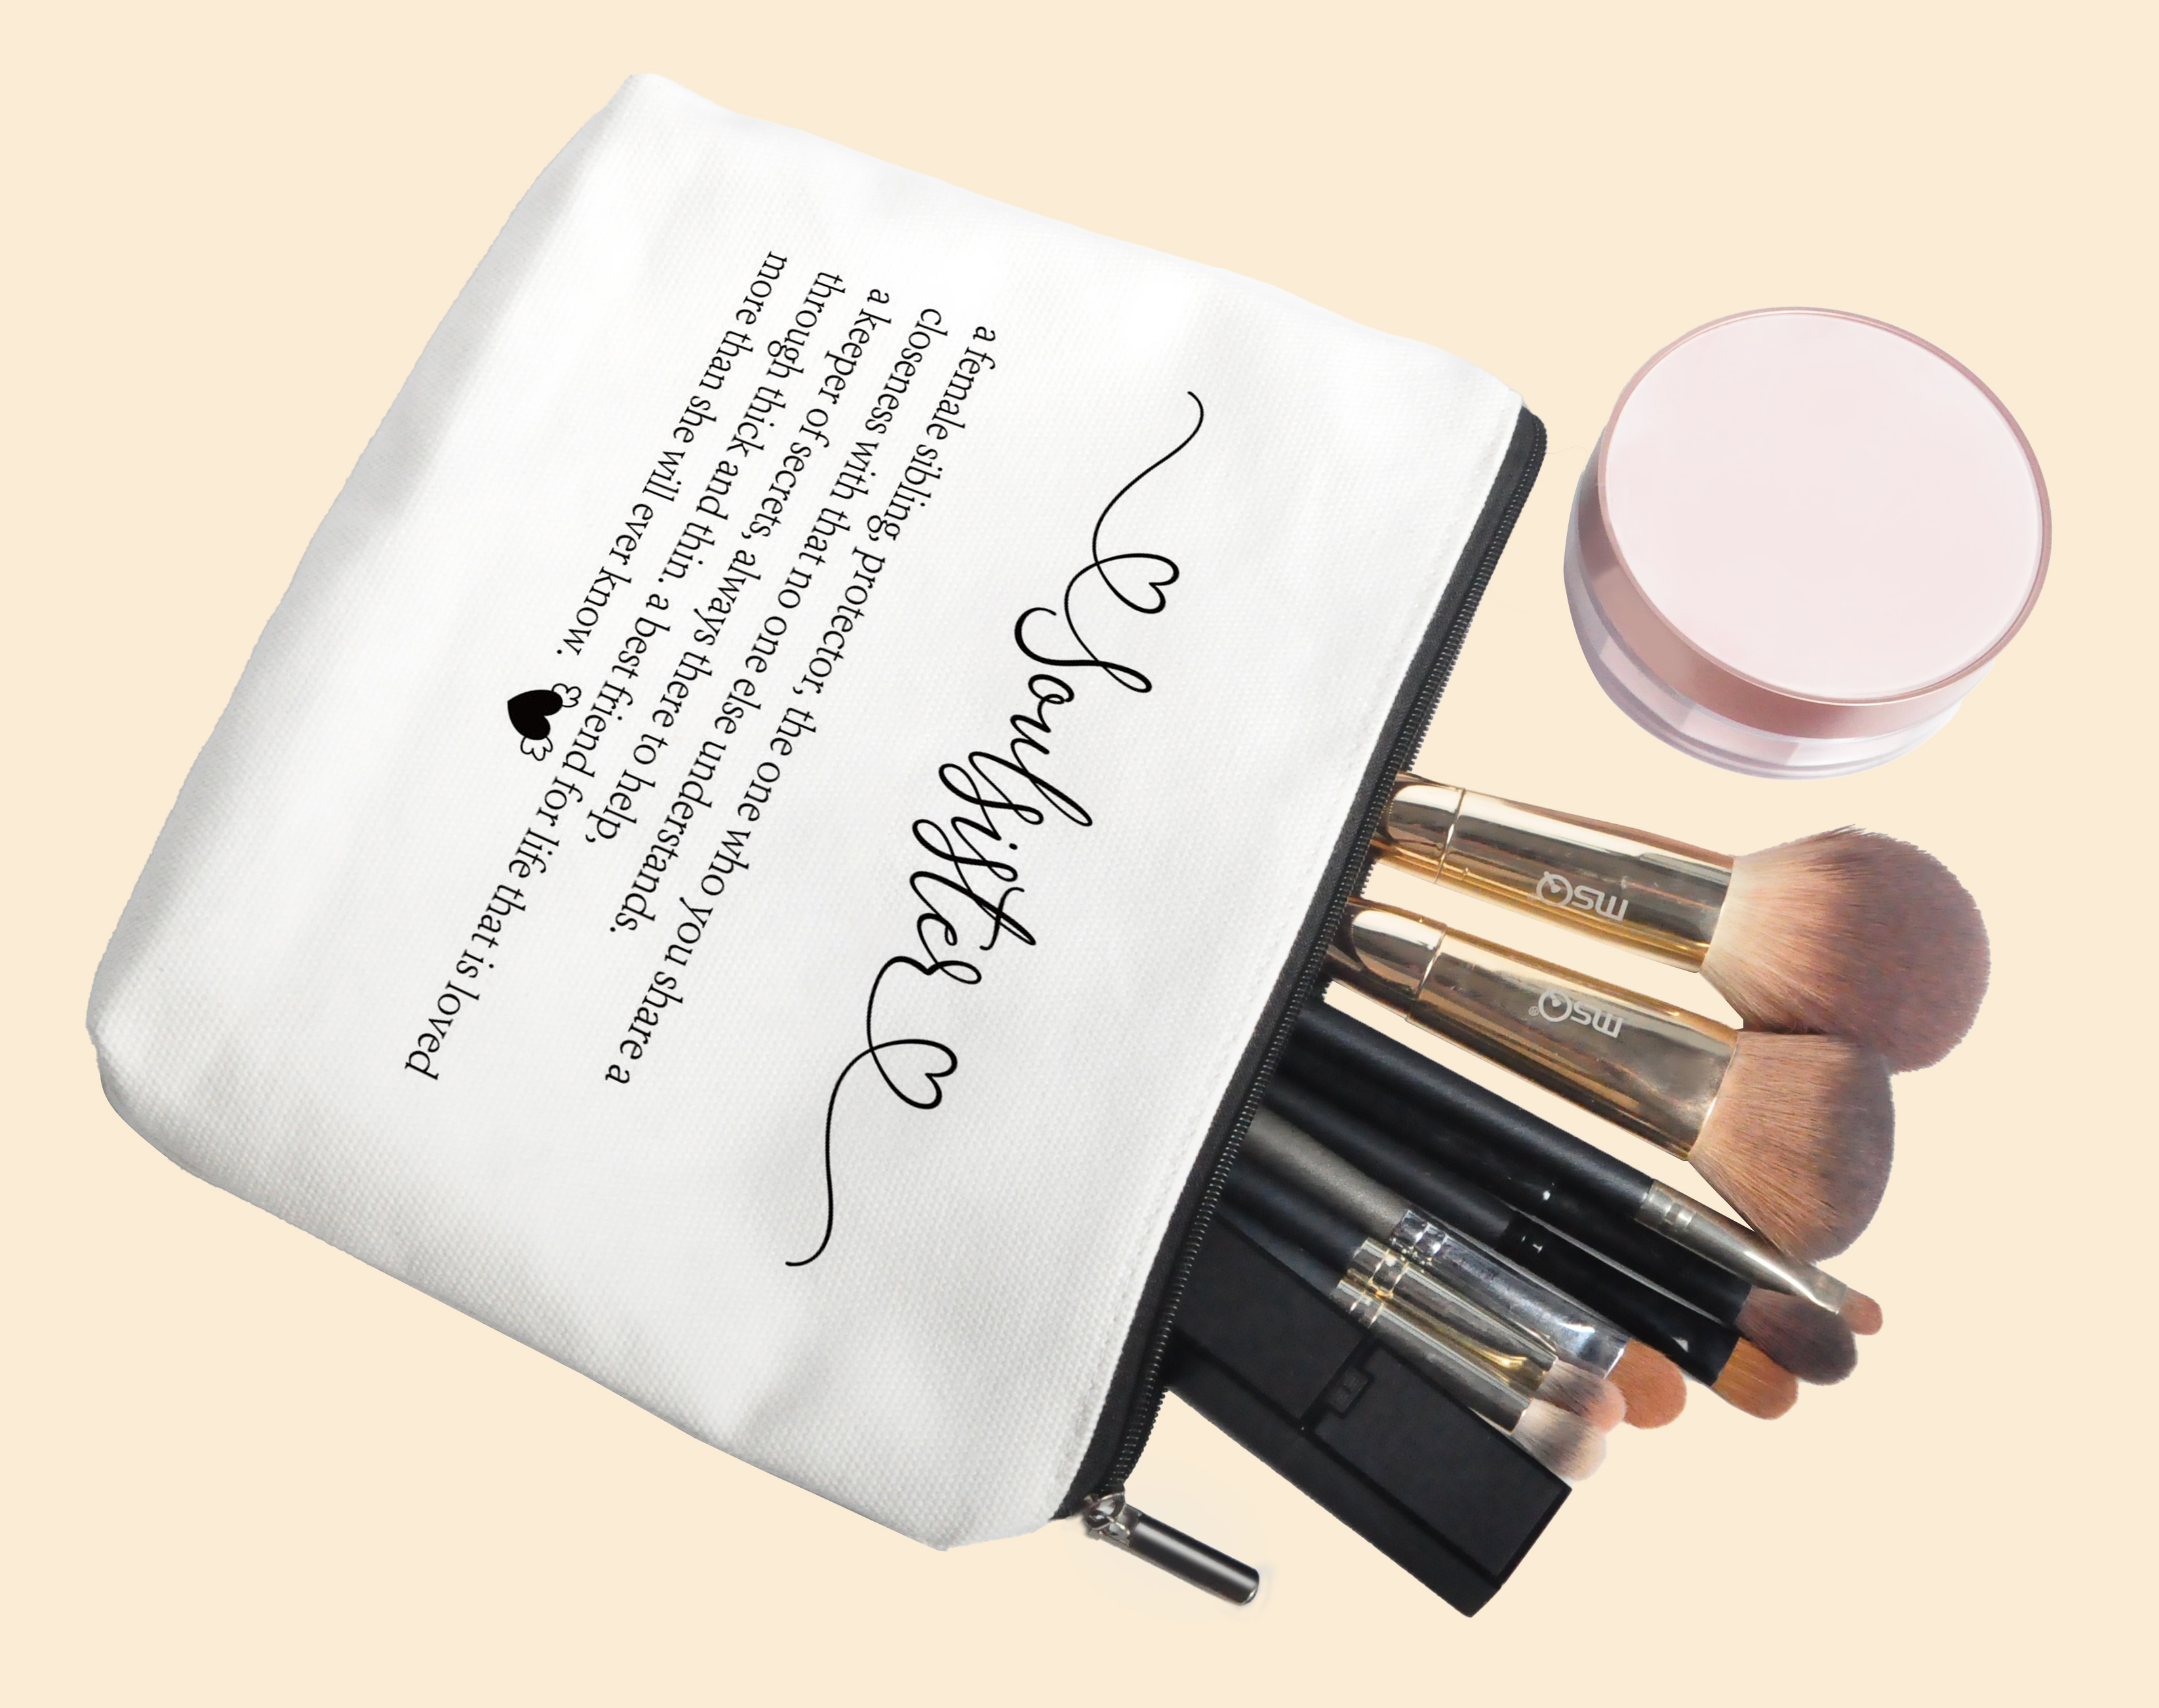 Soul sister
a female sibling, protector, the one who you share a
closeness with that no one else understands.
a keeper of secrets, always there to help,
through thick and thin. a best friend for life that is loved
more than she will ever know.
MSQ
MSQ®